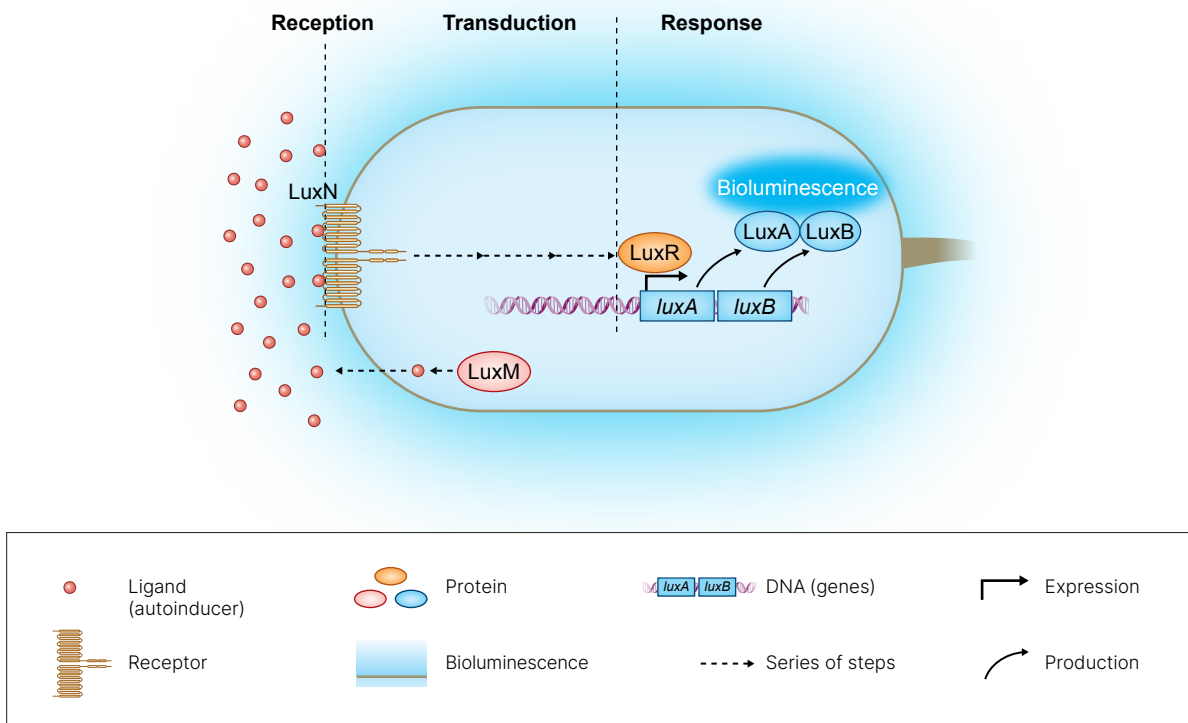 Reception
Transduction
Response
LuxN
Bioluminescence
LuxA
LuxB
LuxR
luxA
luxB
LuxM
Ligand
(autoinducer)
Protein
luxA
luxB
DNA (genes)
Expression
Receptor
Bioluminescence
Series of steps
Production